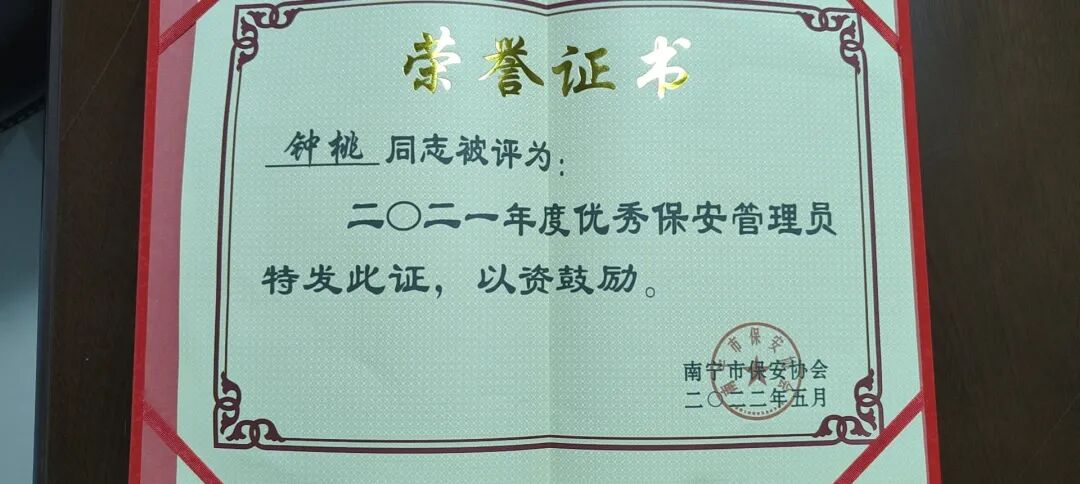 荣誉证书
钟桃 同志被评为：
二〇二一年度优秀保安管理员
特发此证，以资鼓励。
南宁市保安协会
二〇二二年五月